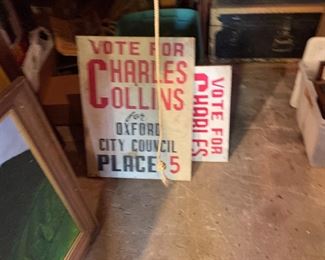 VOTE FOR
CHARLES
COLLINS
for
OXFORD
CITY COUNCIL
PLACE 5
VOTE FOR
CHARLES